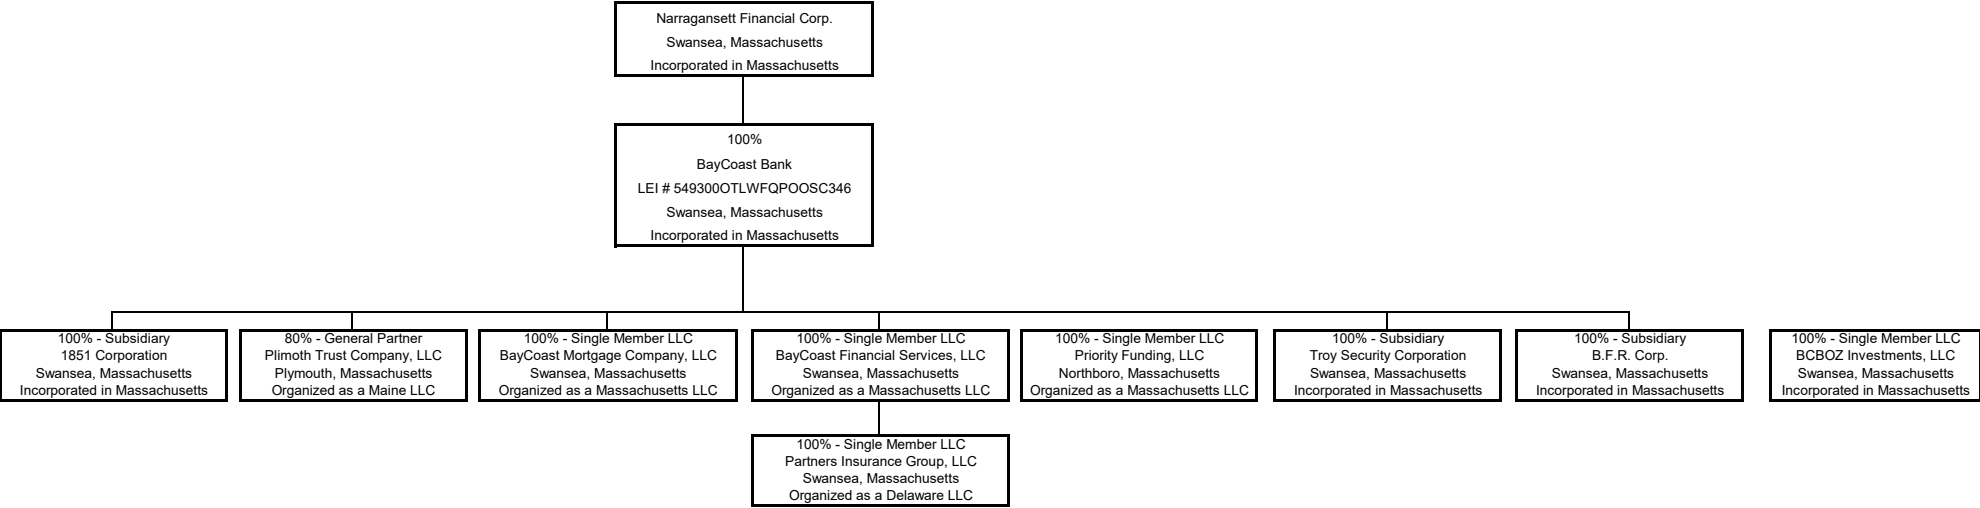 Narragansett Financial Corp.
Swansea, Massachusetts
Incorporated in Massachusetts
100%
BayCoast Bank
LEI # 549300OTLWFQPOOSC346
Swansea, Massachusetts
Incorporated in Massachusetts
100% - Subsidiary
1851 Corporation
Swansea, Massachusetts
Incorporated in Massachusetts
80% - General Partner
Plimoth Trust Company, LLC
Plymouth, Massachusetts
Organized as a Maine LLC
100% - Single Member LLC
BayCoast Mortgage Company, LLC
Swansea, Massachusetts
Organized as a Massachusetts LLC
100% - Single Member LLC
BayCoast Financial Services, LLC
Swansea, Massachusetts
Organized as a Massachusetts LLC
100% - Single Member LLC
Priority Funding, LLC
Northboro, Massachusetts
Organized as a Massachusetts LLC
100% - Subsidiary
Troy Security Corporation
Swansea, Massachusetts
Incorporated in Massachusetts
100% - Subsidiary
B.F.R. Corp.
Swansea, Massachusetts
Incorporated in Massachusetts
100% - Single Member LLC
BCBOZ Investments, LLC
Swansea, Massachusetts
Incorporated in Massachusetts
100% - Single Member LLC
Partners Insurance Group, LLC
Swansea, Massachusetts
Organized as a Delaware LLC